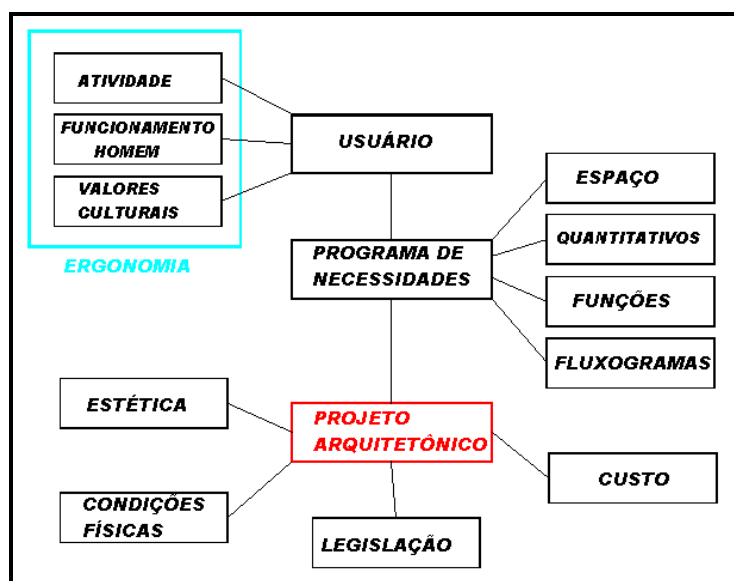 ATIVIDADE
FUNCIONAMENTO
HOMEM
VALORES
CULTURAIS
ERGONOMIA
USUÁRIO
PROGRAMA DE
NECESSIDADES
ESPAÇO
QUANTITATIVOS
FUNÇÕES
FLUXOGRAMAS
ESTÉTICA
PROJETO
ARQUITETÔNICO
CUSTO
CONDIÇÕES
FÍSICAS
LEGISLAÇÃO